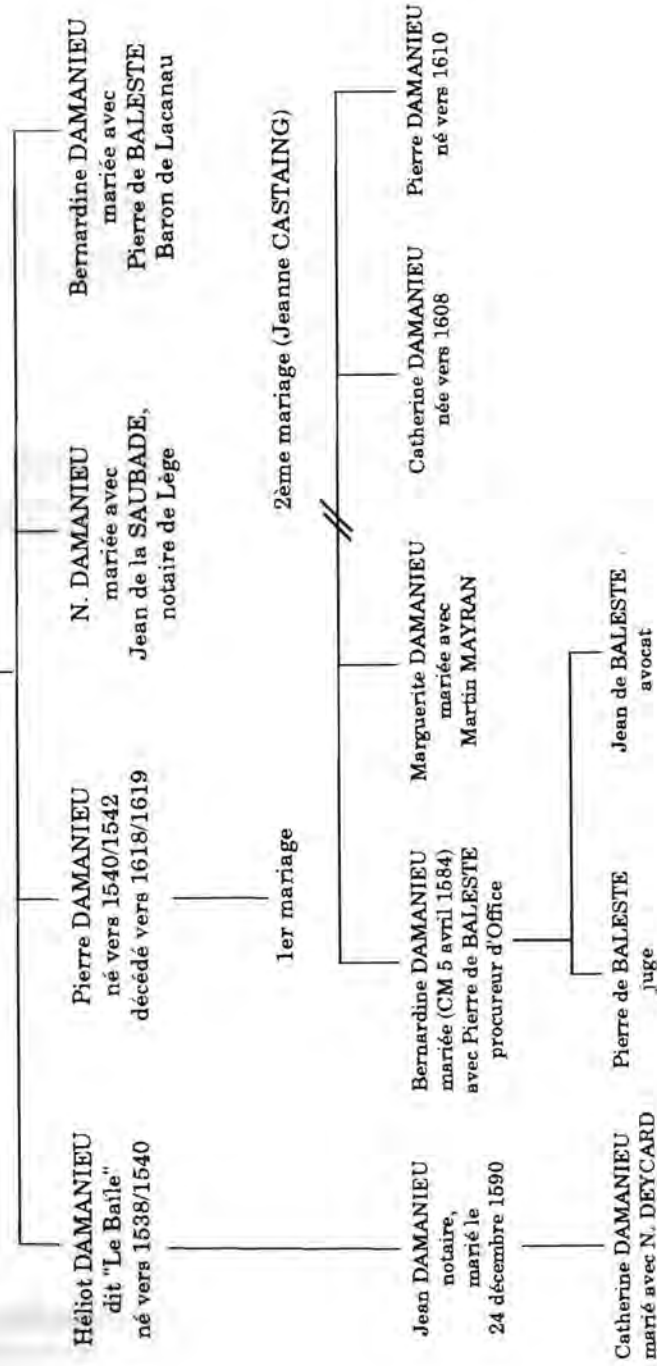 Héliot DAMANIEU
dit "Le Baïle"
né vers 1538/1540
Pierre DAMANIEU
né vers 1540/1542
décédé vers 1618/1619
N. DAMANIEU
mariée avec
Jean de la SAUBADE,
notaire de Lège
Bernardine DAMANIEU
mariée avec
Pierre de BALESTE
Baron de Lacanau
1er mariage
2ème mariage (Jeanne CASTAING)
Jean DAMANIEU
notaire,
marié le
24 décembre 1590
Bernardine DAMANIEU
mariée (CM 5 avril 1584)
avec Pierre de BALESTE
procureur d'Office
Marguerite DAMANIEU
mariée avec
Martin MAYRAN
Catherine DAMANIEU
née vers 1608
Pierre DAMANIEU
né vers 1610
Catherine DAMANIEU
marié avec N. DEYCARD
Pierre de BALESTE
juge
Jean de BALESTE
avocat